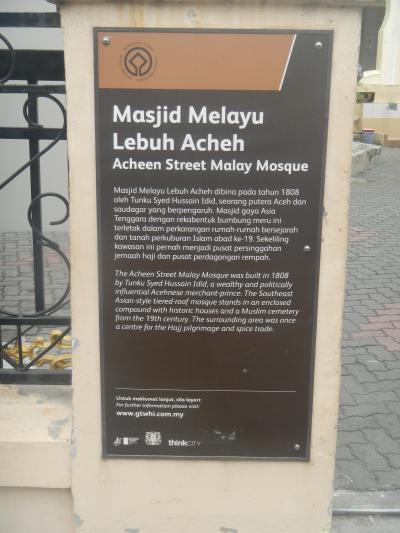 Masjid Melayu
Lebuh Acheh
Acheen Street Malay Mosque
Masjid Melayu Lebuh Acheh dibina pada tahun 1808
oleh Tunku Syed Hussain Idid, seorang putera Aceh dan
saudagar yang berpengaruh. Masjid gaya Asia
Tenggara dengan rekabentuk bumbung meru ini
terletak dalam perkarangan rumah-rumah bersejarah
dan tanah perkuburan Islam abad ke-19. Sekeliling
kawasan ini pernah menjadi pusat persinggahan
jemaah haji dan pusat perdagangan rempah.
The Acheen Street Malay Mosque was built in 1808
by Tunku Syed Hussain Idid, a wealthy and politically
influential Acehnese merchant-prince. The Southeast
Asian-style tiered-roof mosque stands in an enclosed
compound with historic houses and a Muslim cemetery
from the 19th century. The surrounding area was once
a centre for the Hajj pilgrimage and spice trade.
Untuk maklumat lanjut, sila layari:
For further information please visit:
www.gtwhi.com.my
thinkCITY